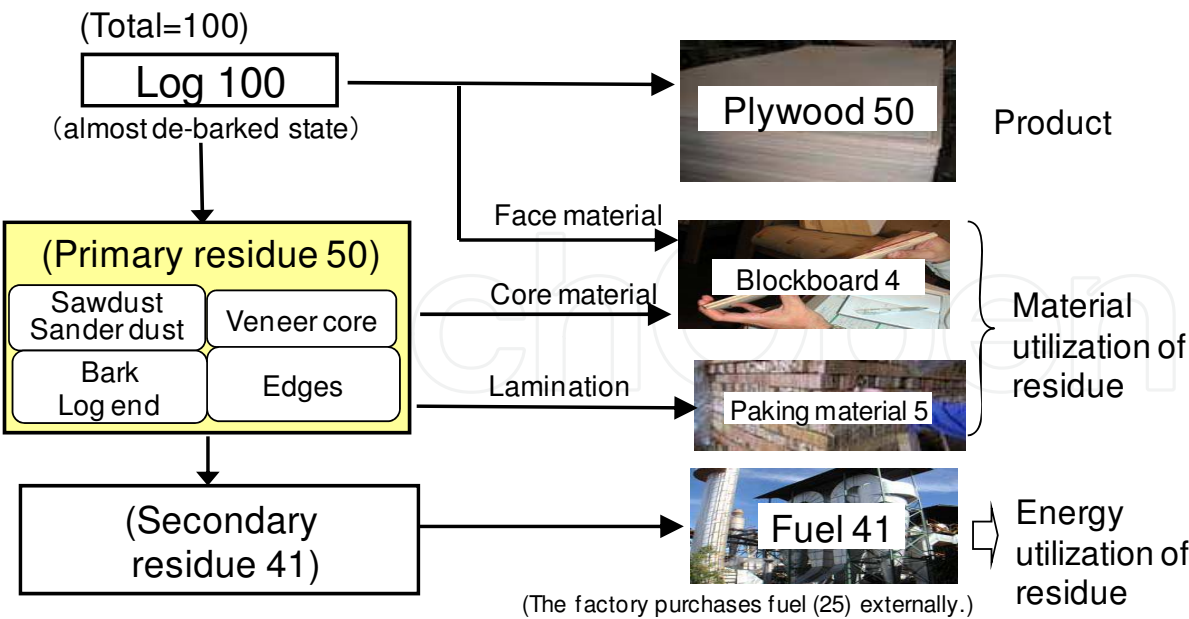 (Total=100)
Log 100
（almost de-barked state）
Plywood 50
Product
Face material
(Primary residue 50)
Sawdust
Sander dust
Veneer core
Bark
Log end
Edges
Core material
Blockboard 4
Lamination
Paking material 5
Material
utilization of
residue
(Secondary
residue 41)
Fuel 41
Energy
utilization of
residue
(The factory purchases fuel (25) externally.)